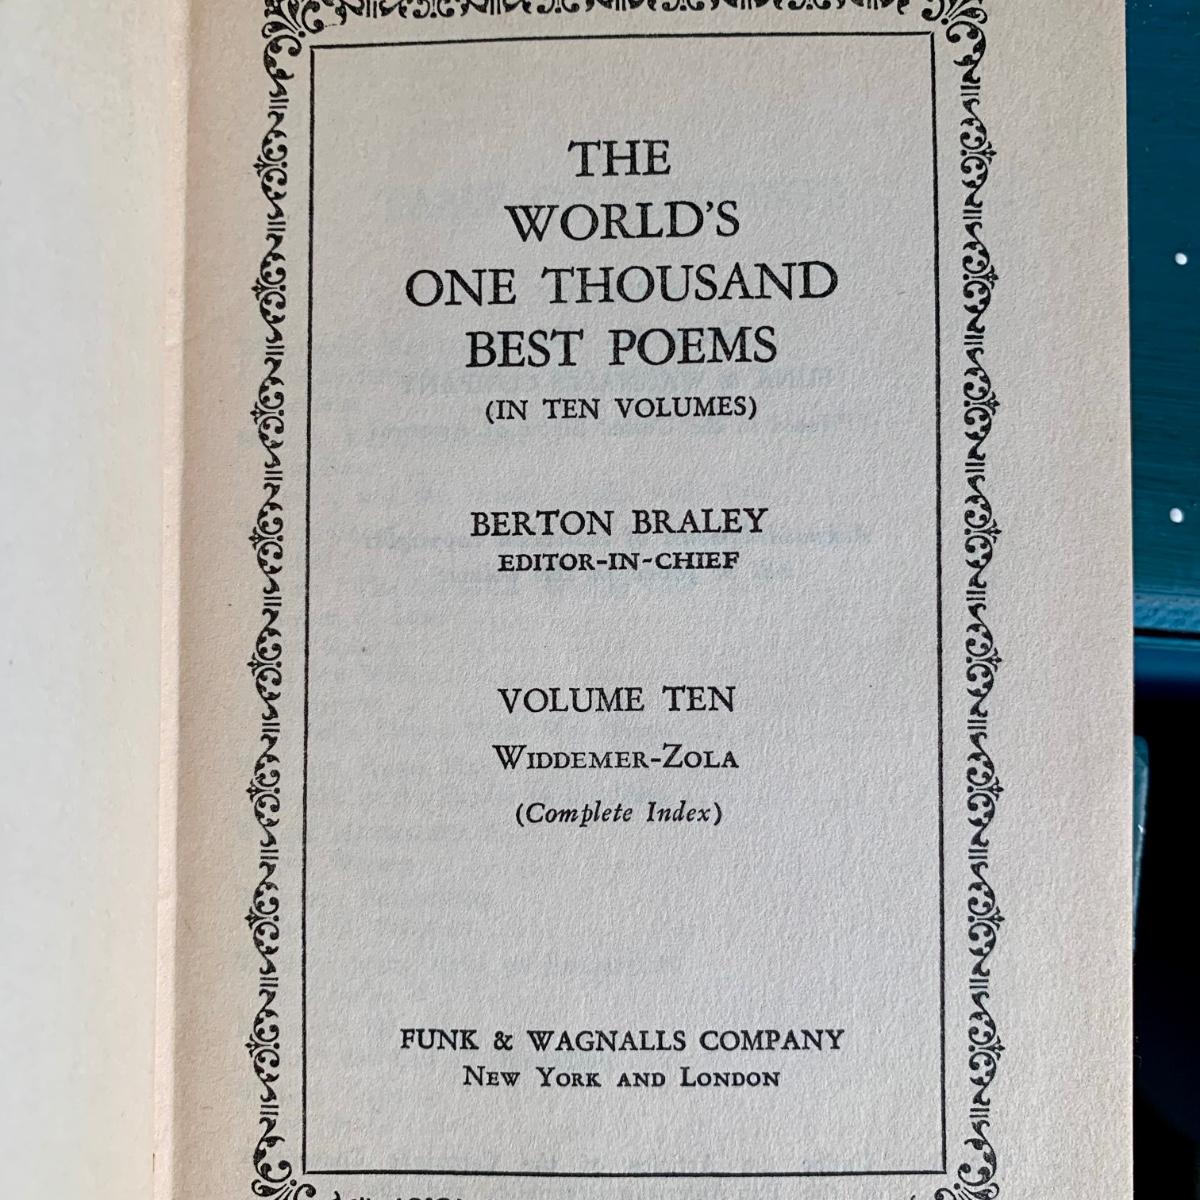 THE
WORLD'S
ONE THOUSAND
BEST POEMS
(IN TEN VOLUMES)
BERTON BRALEY
EDITOR-IN-CHIEF
VOLUME TEN
WIDDEMER-ZOLA
(Complete Index)
FUNK & WAGNALLS COMPANY
NEW YORK AND LONDON